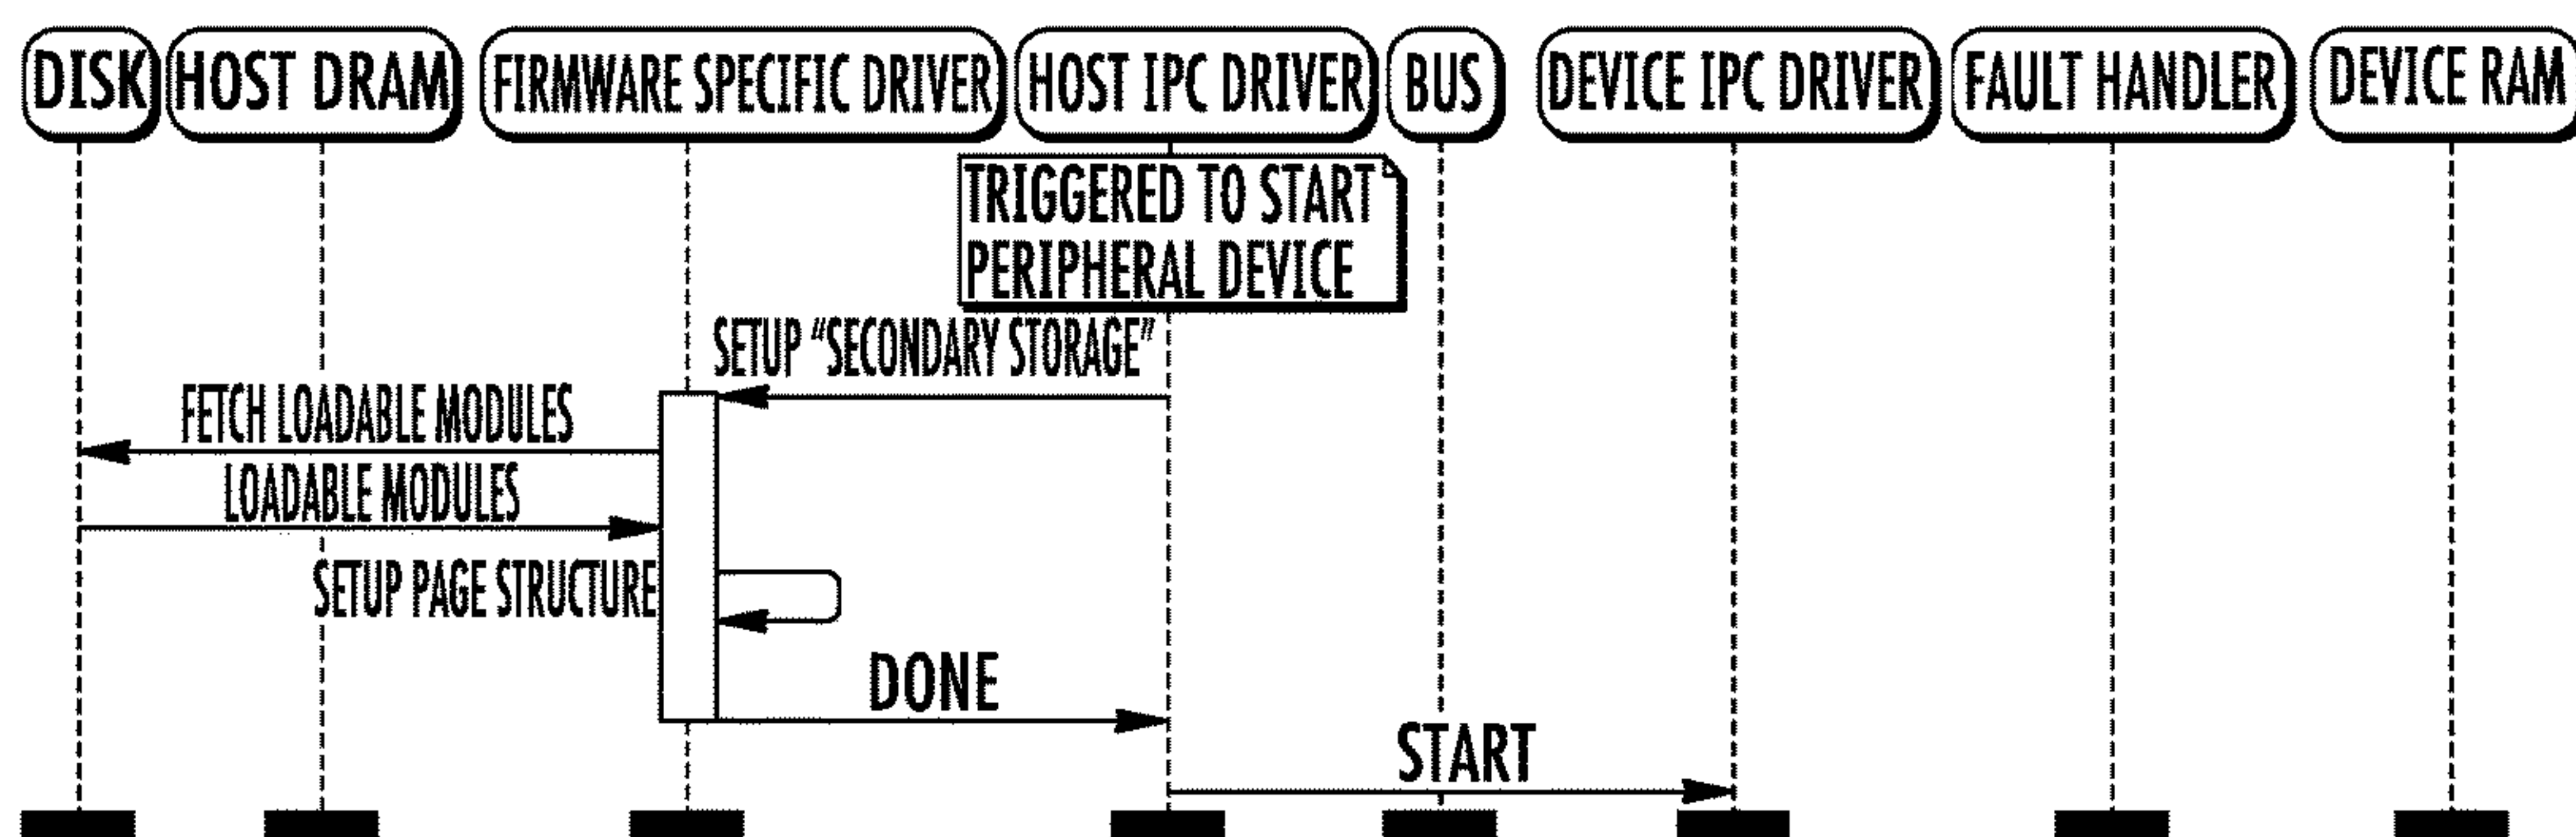 DISK
HOST DRAM
FIRMWARE SPECIFIC DRIVER
HOST IPC DRIVER
BUS
DEVICE IPC DRIVER
FAULT HANDLER
DEVICE RAM
TRIGGERED TO START
PERIPHERAL DEVICE
SETUP “SECONDARY STORAGE”
FETCH LOADABLE MODULES
LOADABLE MODULES
SETUP PAGE STRUCTURE
DONE
START